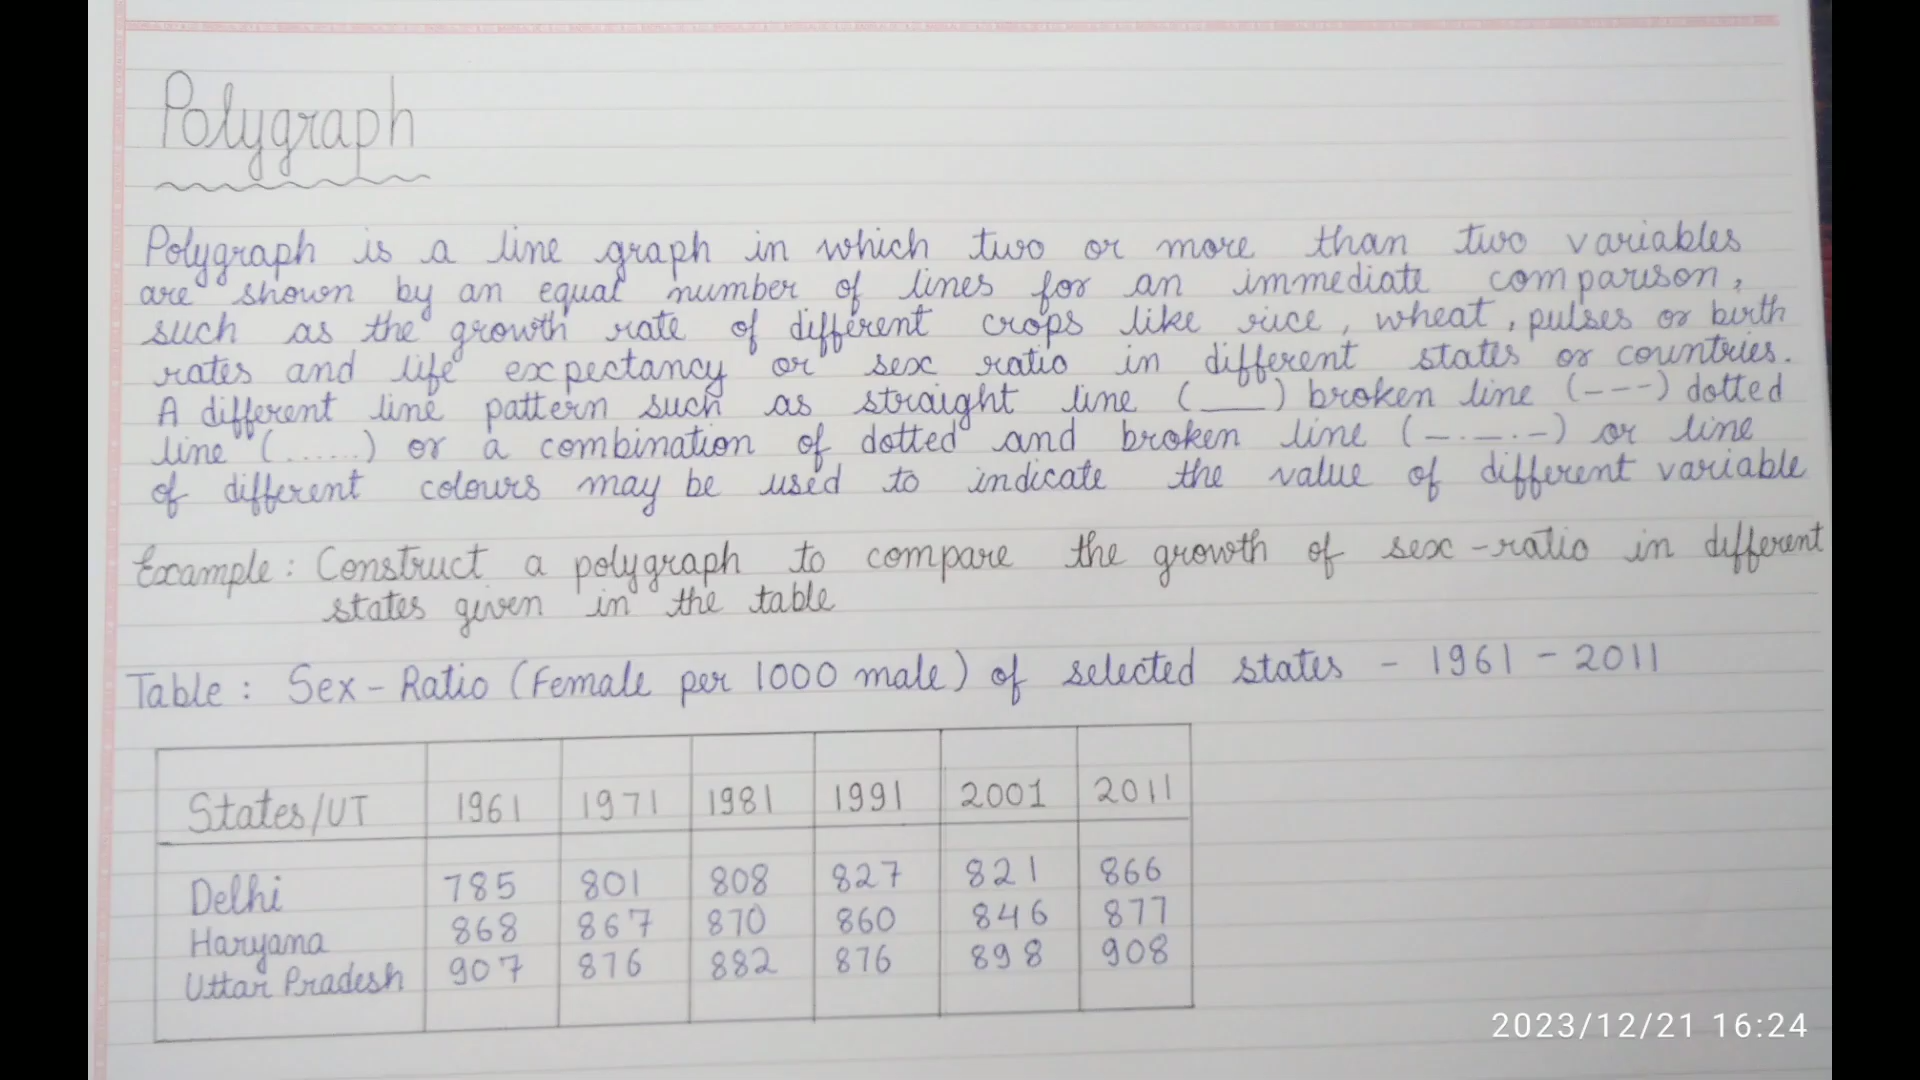 Polygraph
Polygraph is a line graph in which two or more than two variables
are shown by an equal number of lines for an immediate comparison,
such as the growth rate of different crops like rice, wheat, pulses or birth
rates and life expectancy or sex ratio in different states or countries.
A different line pattern such as straight line (___) broken line (---) dotted
line (......) or a combination of dotted and broken line (-.-.-) or line
of different colours may be used to indicate the value of different variable
Example: Construct a polygraph to compare the growth of sex-ratio in different
states given in the table
Table: Sex-Ratio (Female per 1000 male) of selected states - 1961 - 2011
States/UT 1961 1971 1981 1991 2001 2011
Delhi 785 801 808 827 821 866
Haryana 868 867 870 860 846 877
Uttar Pradesh 907 876 882 876 898 908
2023/12/21 16:24